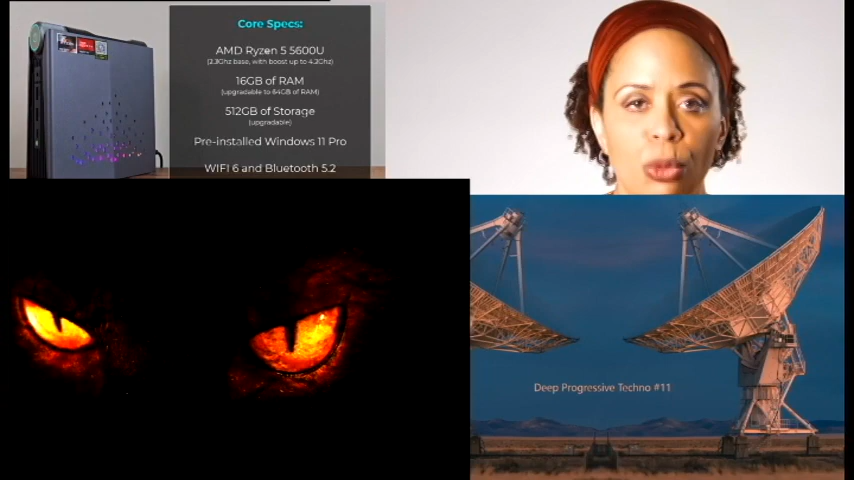 Core Specs:
AMD Ryzen 5 5600U
(2.3Ghz base, with boost up to 4.2Ghz)
16GB of RAM
(upgradable to 64GB of RAM)
512GB of Storage
(upgradable)
Pre-installed Windows 11 Pro
WIFI 6 and Bluetooth 5.2
Deep Progressive Techno #11